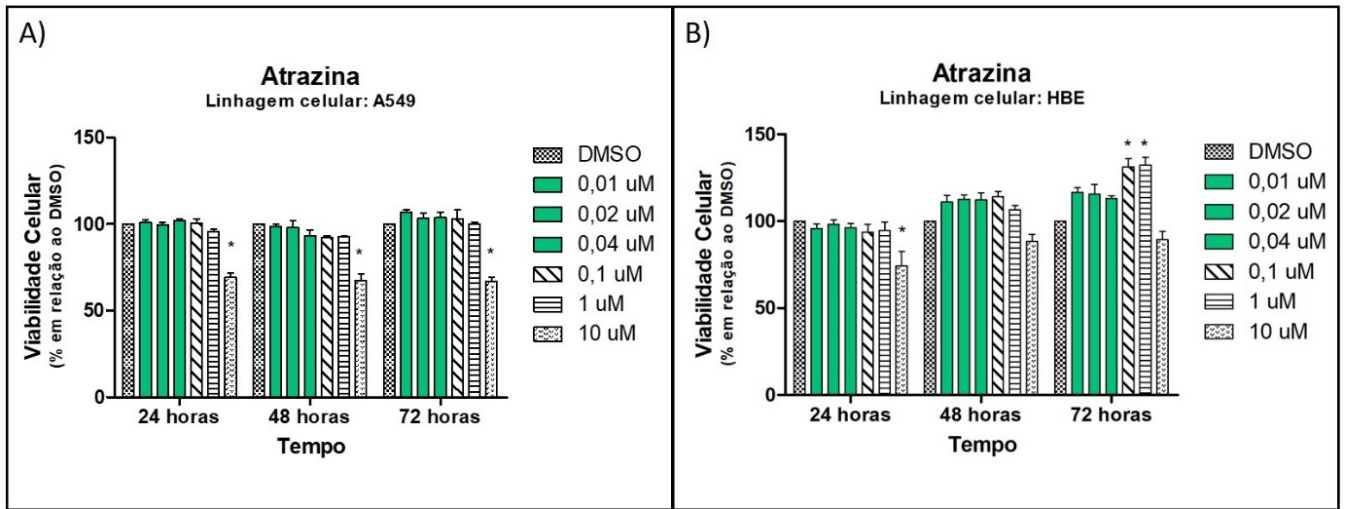 A)
Atrazina
Linhagem celular: A549
Viabilidade Celular
(% em relação ao DMSO)
150
100
50
0
*
*
*
24 horas
48 horas
72 horas
Tempo
DMSO
0,01 uM
0,02 uM
0,04 uM
0,1 uM
1 uM
10 uM
B)
Atrazina
Linhagem celular: HBE
Viabilidade Celular
(% em relação ao DMSO)
150
100
50
0
*
* *
24 horas
48 horas
72 horas
Tempo
DMSO
0,01 uM
0,02 uM
0,04 uM
0,1 uM
1 uM
10 uM